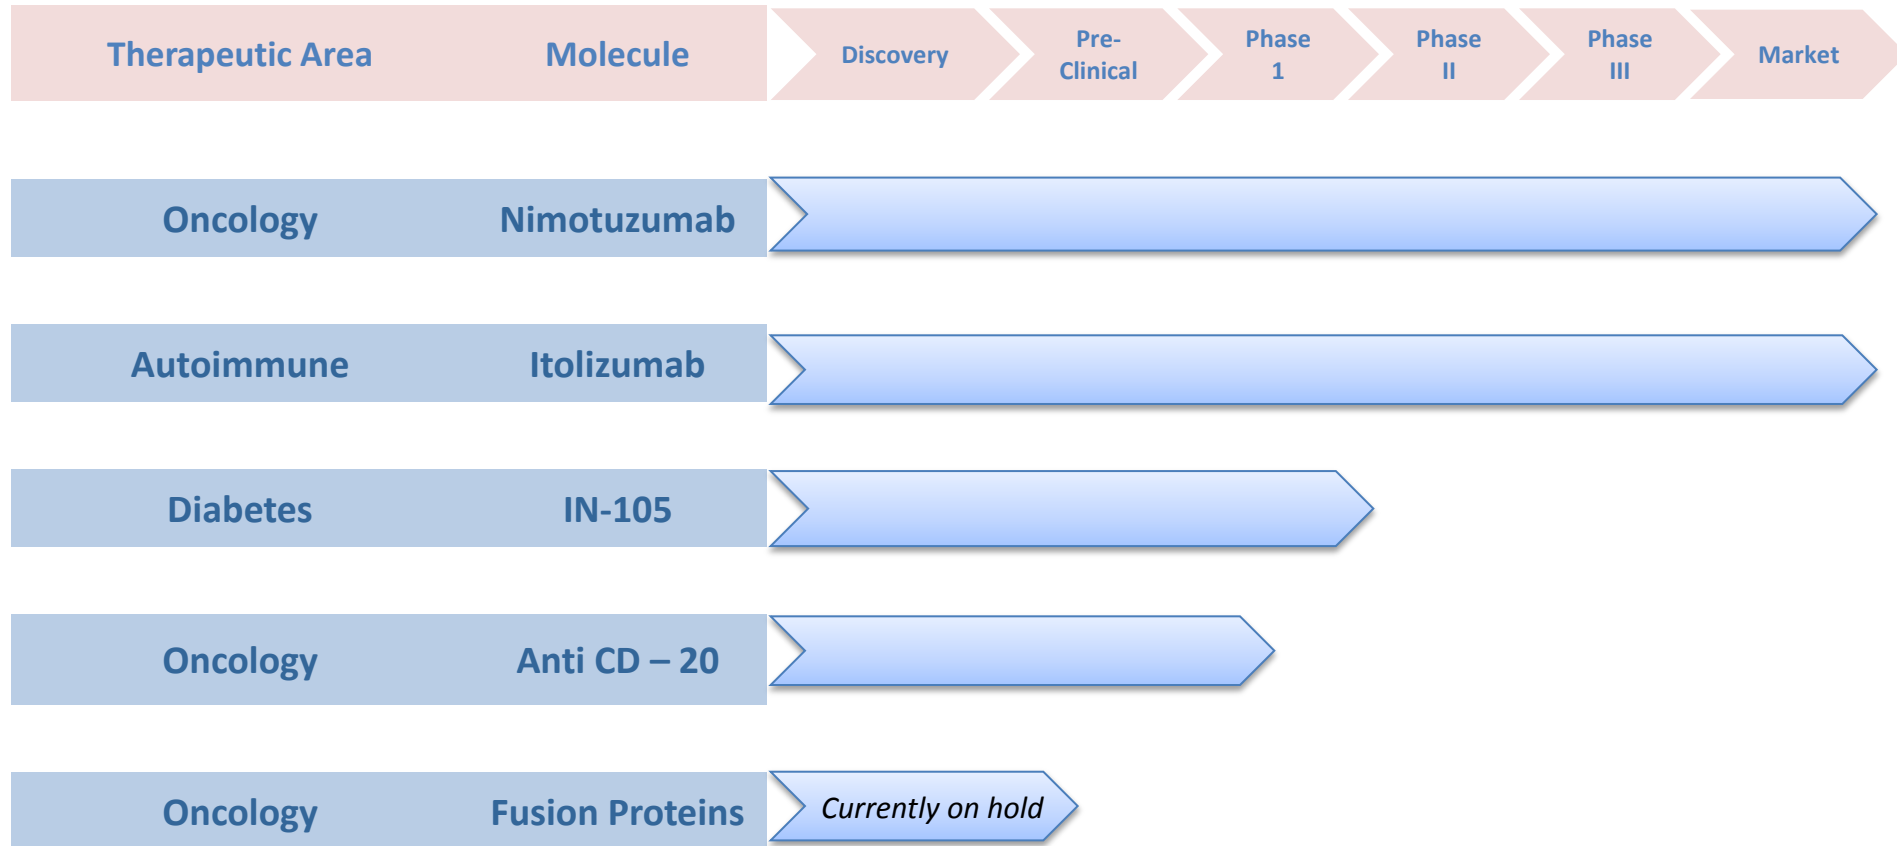 Therapeutic Area Molecule Discovery Pre- Phase Phase Phase Market
Clinical 1 II III
Oncology Nimotuzumab
Autoimmune Itolizumab
Diabetes IN-105
Oncology Anti CD – 20
Oncology Fusion Proteins Currently on hold